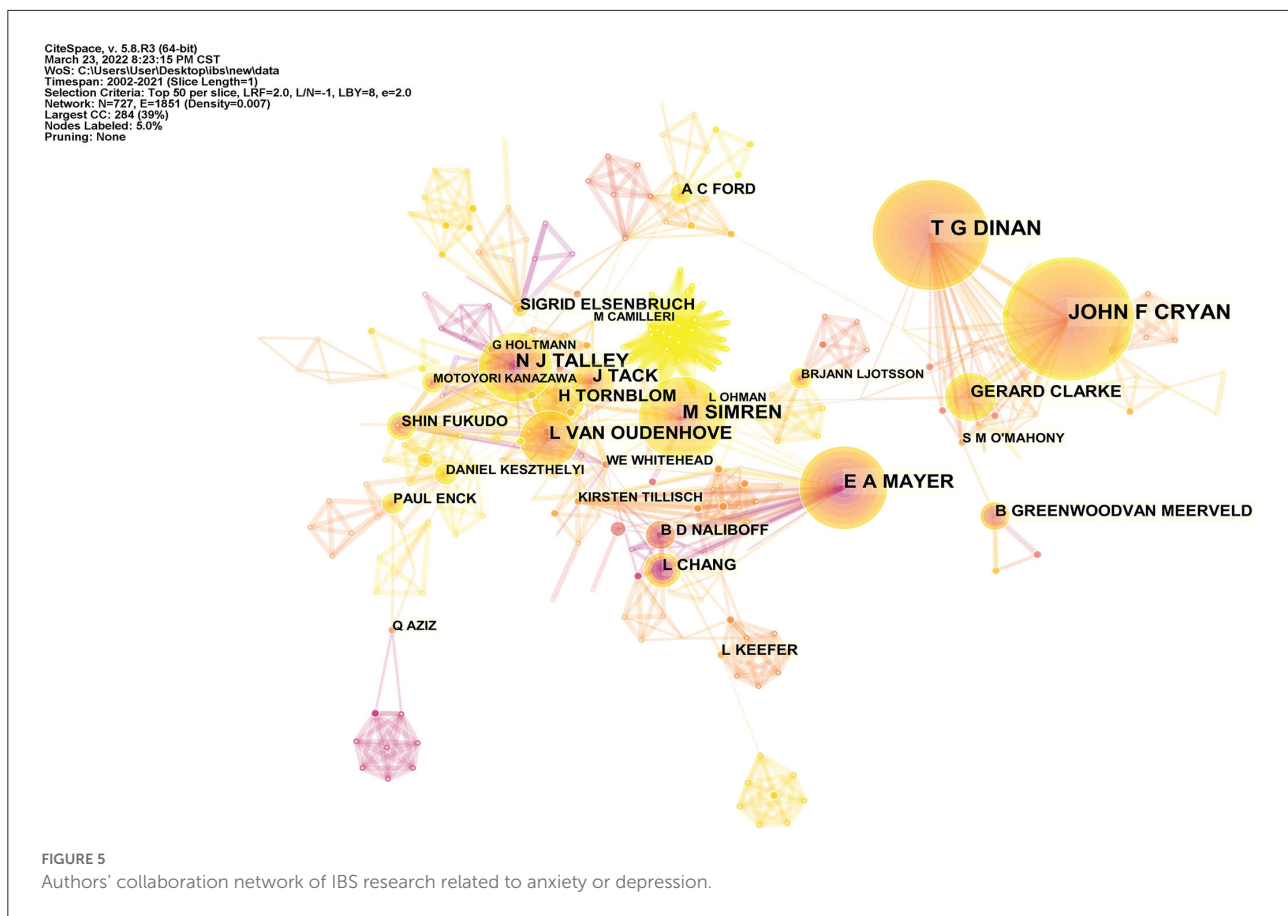 CiteSpace, v. 5.8.R3 (64-bit)
March 23, 2022 8:23:15 PM CST
WoS: C:\Users\User\Desktop\ibs\new\data
Timespan: 2002-2021 (Slice Length=1)
Selection Criteria: Top 50 per slice, LRF=2.0, L/N=-1, LBY=8, e=2.0
Network: N=727, E=1851 (Density=0.007)
Largest CC: 284 (39%)
Nodes Labeled: 5.0%
Pruning: None
A C FORD
T G DINAN
SIGRID ELSENBRUCH
M CAMILLERI
JOHN F CRYAN
G HOLTMANN
N J TALLEY
MOTOYORI KANAZAWA
J TACK
BRJANN LJOTSSON
H TORNBLOM
L OHMAN
GERARD CLARKE
M SIMREN
SHIN FUKUDO
L VAN OUDENHOVE
S M O'MAHONY
WE WHITEHEAD
DANIEL KESZTHELYI
E A MAYER
PAUL ENCK
KIRSTEN TILLISCH
B GREENWOODVAN MEERVELD
B D NALIBOFF
L CHANG
Q AZIZ
L KEEFER
FIGURE 5
Authors' collaboration network of IBS research related to anxiety or depression.